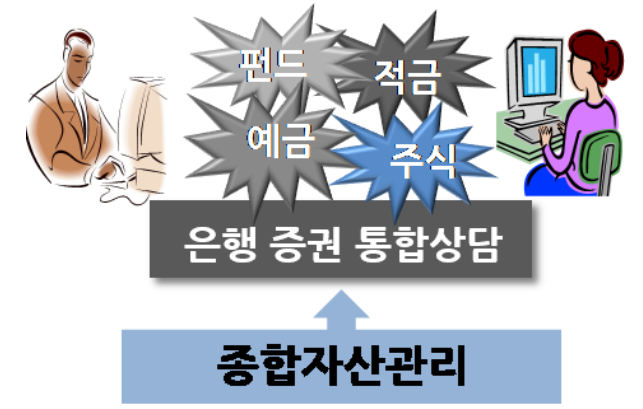 펀드
적금
예금
주식
은행 증권 통합상담
종합자산관리